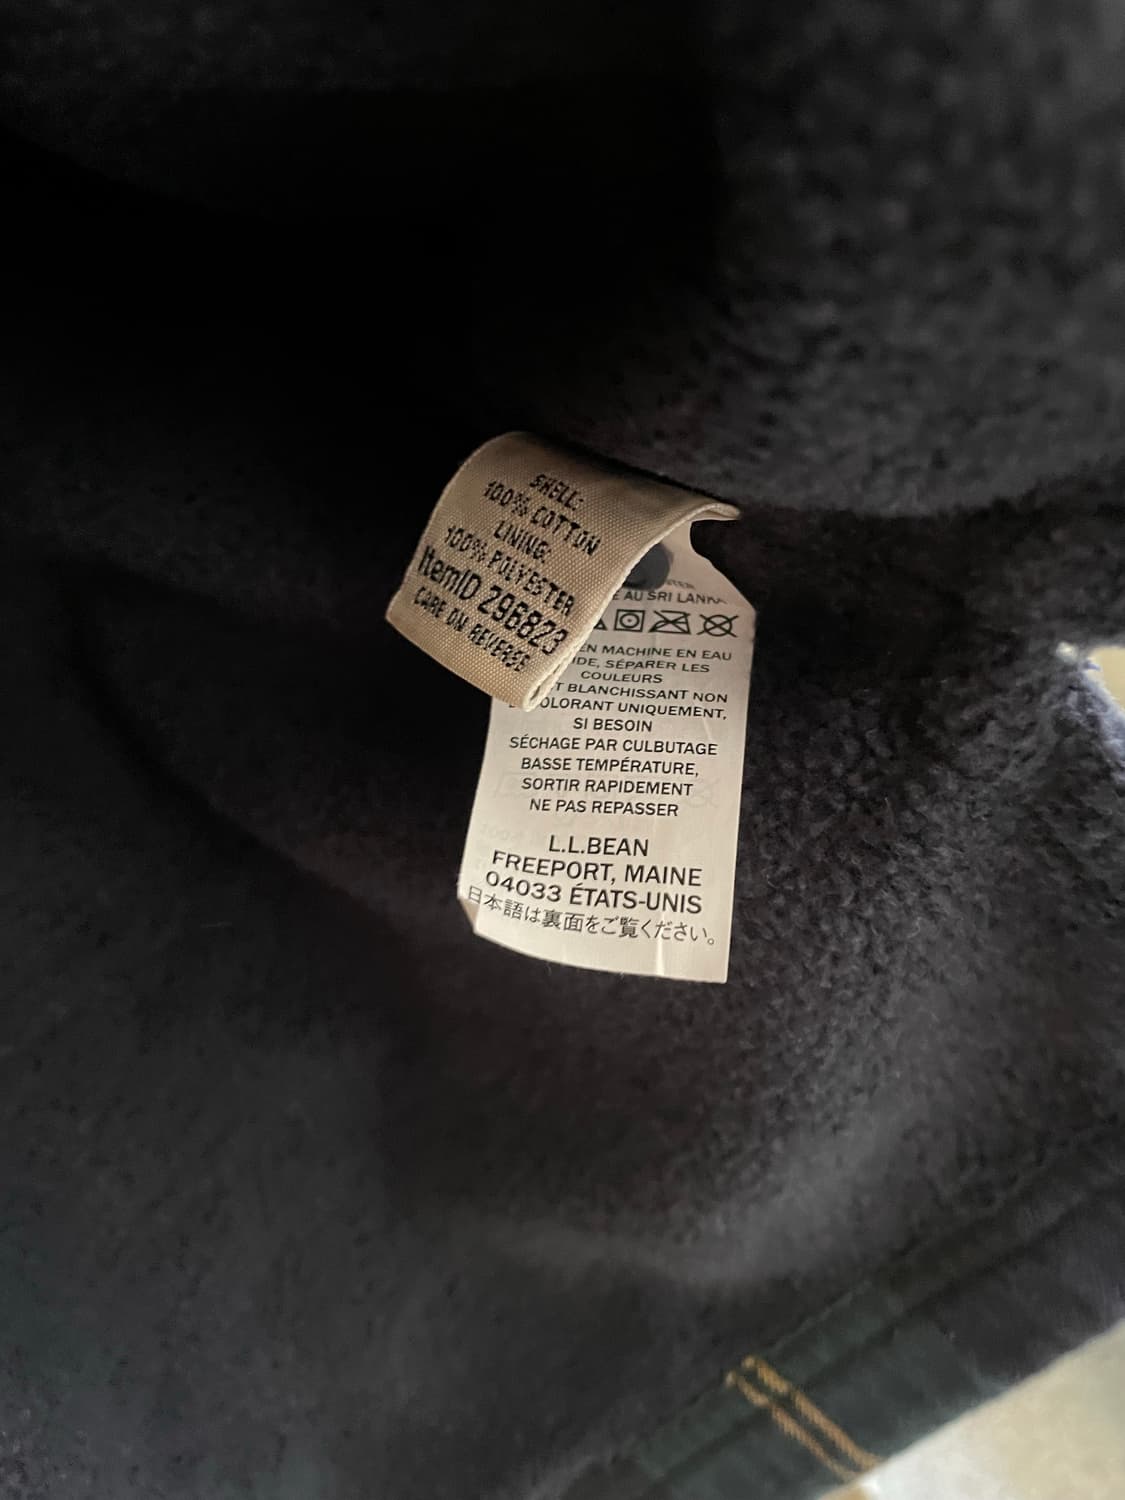 SHELL:
100% COTTON
LINING:
100% POLYESTER
ItemID 296823
CARE ON REVERSE
AU SRI LANKA
EN MACHINE EN EAU
SÉPARER LES
COULEURS
BLANCHISSANT NON
UNIQUEMENT,
SI BESOIN
SÉCHAGE PAR CULBUTAGE
BASSE TEMPÉRATURE,
SORTIR RAPIDEMENT
NE PAS REPASSER
L.L.BEAN
FREEPORT, MAINE
04033 ÉTATS-UNIS
日本語は裏面をご覧ください。